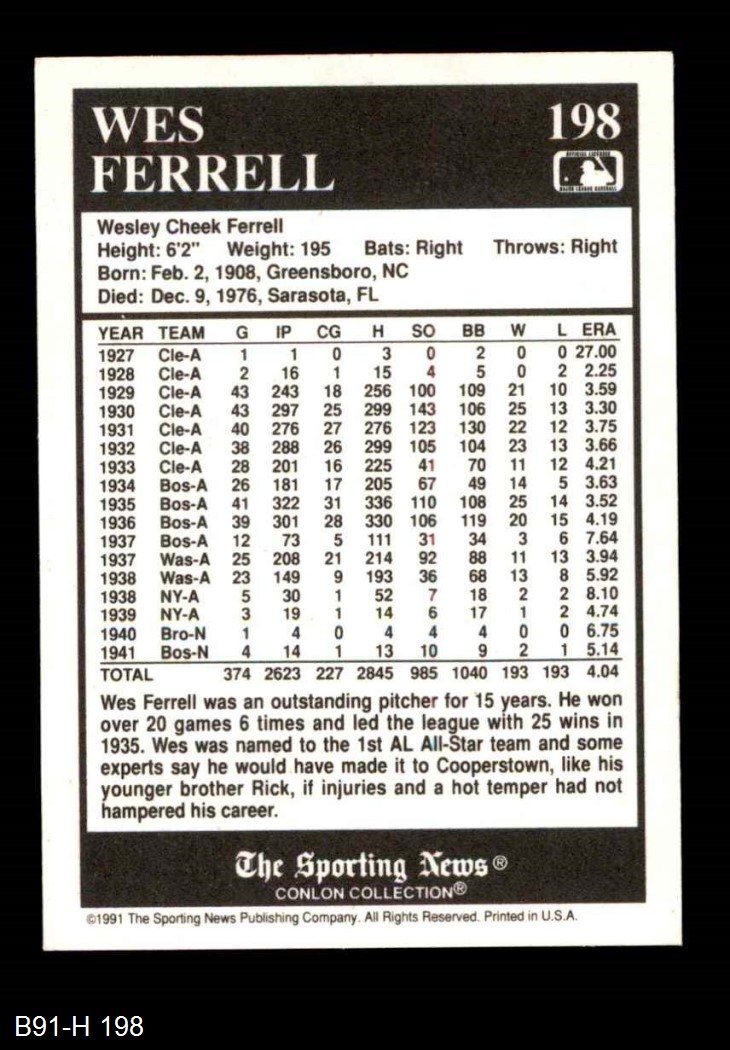 WES
FERRELL
198
Wesley Cheek Ferrell
Height: 6'2" Weight: 195 Bats: Right Throws: Right
Born: Feb. 2, 1908, Greensboro, NC
Died: Dec. 9, 1976, Sarasota, FL
YEAR TEAM G IP CG H SO BB W L ERA
1927 Cle-A 1 1 0 3 0 2 0 0 27.00
1928 Cle-A 2 16 1 15 4 5 0 2 2.25
1929 Cle-A 43 243 18 256 100 109 21 10 3.59
1930 Cle-A 43 297 25 299 143 106 25 13 3.30
1931 Cle-A 40 276 27 276 123 130 22 12 3.75
1932 Cle-A 38 288 26 299 105 104 23 13 3.66
1933 Cle-A 28 201 16 225 41 70 11 12 4.21
1934 Bos-A 26 181 17 205 67 49 14 5 3.63
1935 Bos-A 41 322 31 336 110 108 25 14 3.52
1936 Bos-A 39 301 28 330 106 119 20 15 4.19
1937 Bos-A 12 73 5 111 31 34 3 6 7.64
1937 Was-A 25 208 21 214 92 88 11 13 3.94
1938 Was-A 23 149 9 193 36 68 13 8 5.92
1938 NY-A 5 30 1 52 7 18 2 2 8.10
1939 NY-A 3 19 1 14 6 17 1 2 4.74
1940 Bro-N 1 4 0 4 4 4 0 0 6.75
1941 Bos-N 4 14 1 13 10 9 2 1 5.14
TOTAL 374 2623 227 2845 985 1040 193 193 4.04
Wes Ferrell was an outstanding pitcher for 15 years. He won
over 20 games 6 times and led the league with 25 wins in
1935. Wes was named to the 1st AL All-Star team and some
experts say he would have made it to Cooperstown, like his
younger brother Rick, if injuries and a hot temper had not
hampered his career.
The Sporting News®
CONLON COLLECTION®
©1991 The Sporting News Publishing Company. All Rights Reserved. Printed in U.S.A.
B91-H 198